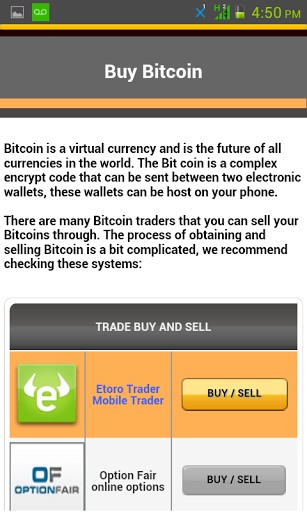 4:50 PM
Buy Bitcoin
Bitcoin is a virtual currency and is the future of all
currencies in the world. The Bit coin is a complex
encrypt code that can be sent between two electronic
wallets, these wallets can be host on your phone.
There are many Bitcoin traders that you can sell your
Bitcoins through. The process of obtaining and
selling Bitcoin is a bit complicated, we recommend
checking these systems:
TRADE BUY AND SELL
e
Etoro Trader
Mobile Trader
BUY / SELL
OF
OPTIONFAIR
Option Fair
online options
BUY / SELL